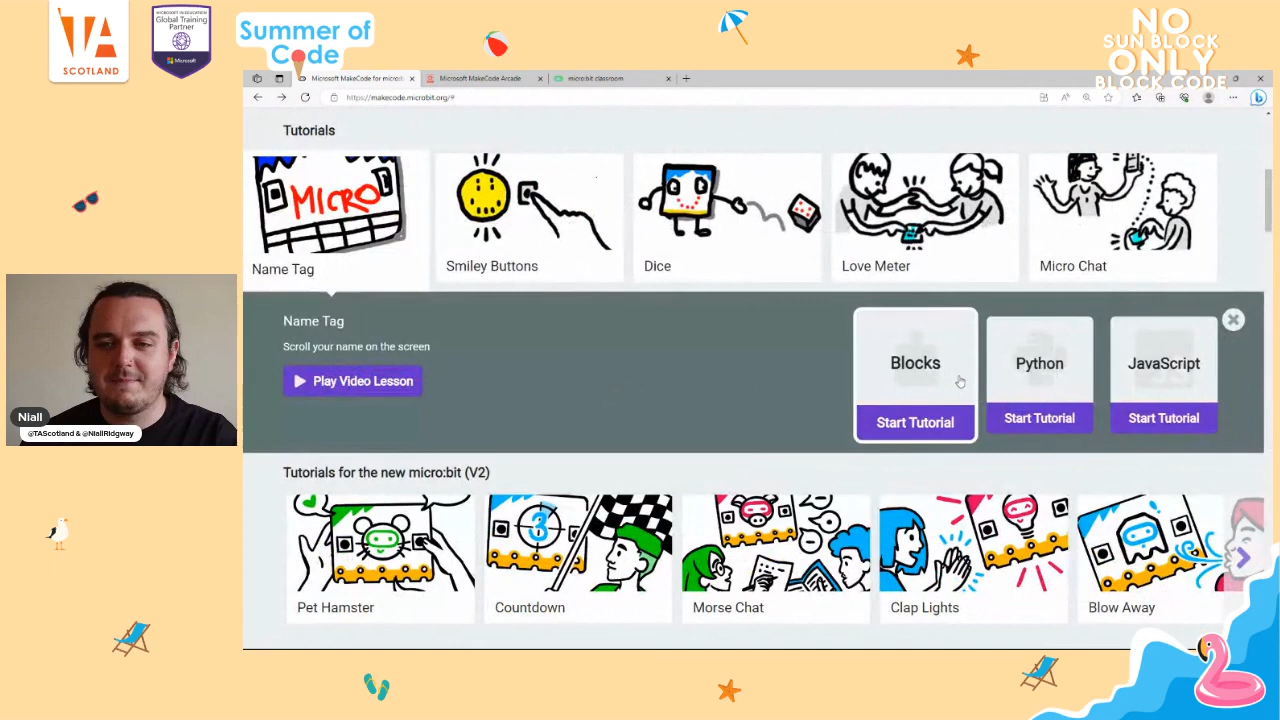 TA
SCOTLAND
MICROSOFT IN EDUCATION
Global Training
Partner
Microsoft
Summer of
Code
NO
SUN BLOCK
ONLY
BLOCK CODE
Microsoft MakeCode for micro:
Microsoft MakeCode Arcade
micro:bit classroom
https://makecode.microbit.org/#
Tutorials
MICRO
Name Tag
Smiley Buttons
Dice
Love Meter
Micro Chat
Name Tag
Scroll your name on the screen
Play Video Lesson
Blocks
Start Tutorial
Python
Start Tutorial
JavaScript
Start Tutorial
Niall
@TAScotland & @NiallRidgway
Tutorials for the new micro:bit (V2)
3
Pet Hamster
Countdown
Morse Chat
Clap Lights
Blow Away